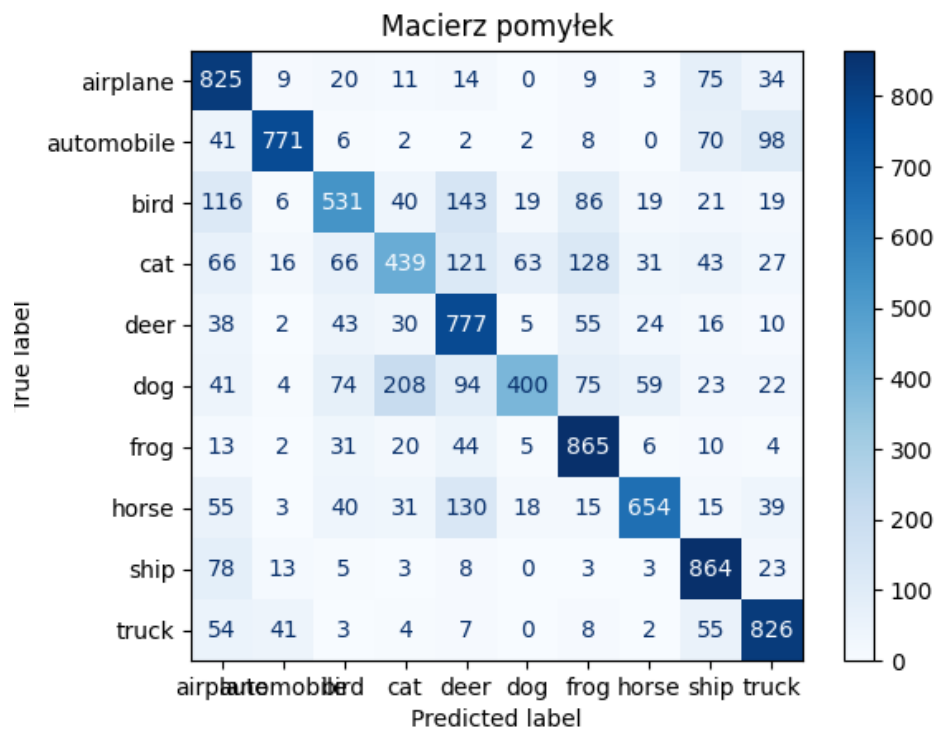 Macierz pomyłek
airplane 825 9 20 11 14 0 9 3 75 34
automobile 41 771 6 2 2 2 8 0 70 98
bird 116 6 531 40 143 19 86 19 21 19
cat 66 16 66 439 121 63 128 31 43 27
deer 38 2 43 30 777 5 55 24 16 10
dog 41 4 74 208 94 400 75 59 23 22
frog 13 2 31 20 44 5 865 6 10 4
horse 55 3 40 31 130 18 15 654 15 39
ship 78 13 5 3 8 0 3 3 864 23
truck 54 41 3 4 7 0 8 2 55 826
airplane automobile bird cat deer dog frog horse ship truck
Predicted label
True label
800
700
600
500
400
300
200
100
0